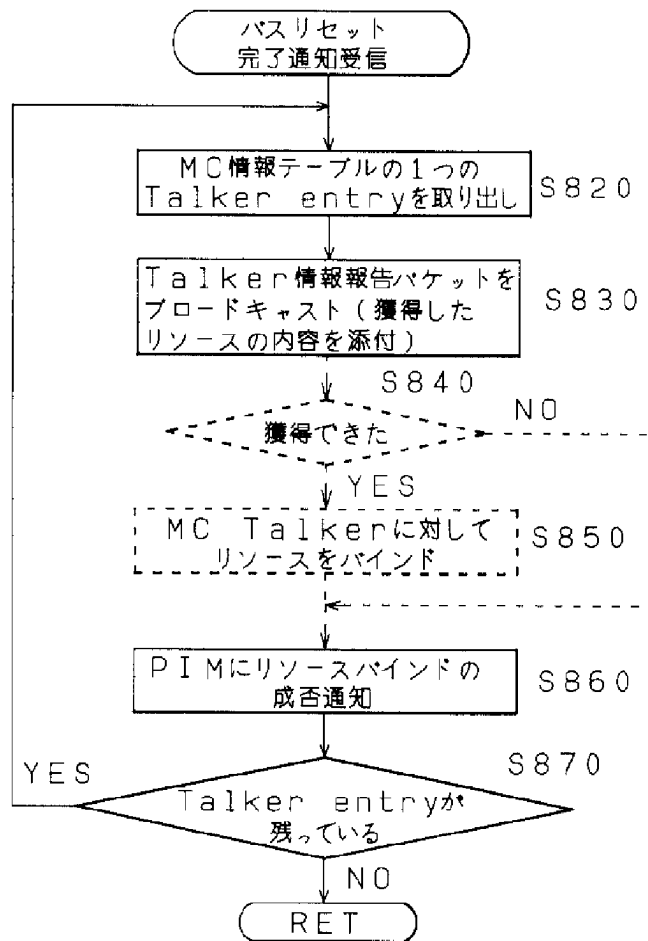 バスリセット
完了通知受信
MC情報テーブルの1つの
Talker entryを取り出し
S820
Talker情報報告パケットを
ブロードキャスト(獲得した
リソースの内容を添付)
S830
S840
獲得できた
NO
YES
MC Talkerに対して
リソースをバインド
S850
PIMにリソースバインドの
成否通知
S860
S870
YES
Talker entryが
残っている
NO
RET